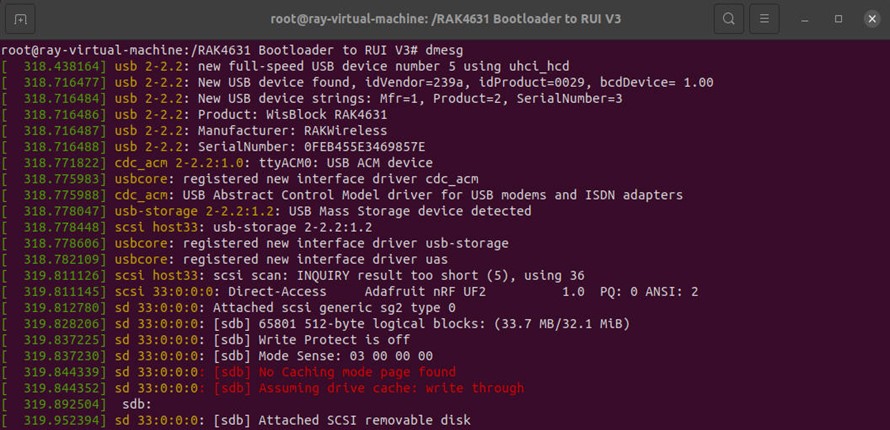 root@ray-virtual-machine: /RAK4631 Bootloader to RUI V3
root@ray-virtual-machine:/RAK4631 Bootloader to RUI V3# dmesg
[  318.438164] usb 2-2.2: new full-speed USB device number 5 using uhci_hcd
[  318.716477] usb 2-2.2: New USB device found, idVendor=239a, idProduct=0029, bcdDevice= 1.00
[  318.716484] usb 2-2.2: New USB device strings: Mfr=1, Product=2, SerialNumber=3
[  318.716486] usb 2-2.2: Product: WisBlock RAK4631
[  318.716487] usb 2-2.2: Manufacturer: RAKWireless
[  318.716488] usb 2-2.2: SerialNumber: 0FEB455E3469857E
[  318.771822] cdc_acm 2-2.2:1.0: ttyACM0: USB ACM device
[  318.775983] usbcore: registered new interface driver cdc_acm
[  318.775988] cdc_acm: USB Abstract Control Model driver for USB modems and ISDN adapters
[  318.778047] usb-storage 2-2.2:1.2: USB Mass Storage device detected
[  318.778448] scsi host33: usb-storage 2-2.2:1.2
[  318.778606] usbcore: registered new interface driver usb-storage
[  318.782109] usbcore: registered new interface driver uas
[  319.811126] scsi host33: scsi scan: INQUIRY result too short (5), using 36
[  319.811145] scsi 33:0:0:0: Direct-Access     Adafruit nRF UF2          1.0  PQ: 0 ANSI: 2
[  319.812780] sd 33:0:0:0: Attached scsi generic sg2 type 0
[  319.828206] sd 33:0:0:0: [sdb] 65801 512-byte logical blocks: (33.7 MB/32.1 MiB)
[  319.837225] sd 33:0:0:0: [sdb] Write Protect is off
[  319.837230] sd 33:0:0:0: [sdb] Mode Sense: 03 00 00 00
[  319.844339] sd 33:0:0:0: [sdb] No Caching mode page found
[  319.844352] sd 33:0:0:0: [sdb] Assuming drive cache: write through
[  319.892504]  sdb:
[  319.952394] sd 33:0:0:0: [sdb] Attached SCSI removable disk